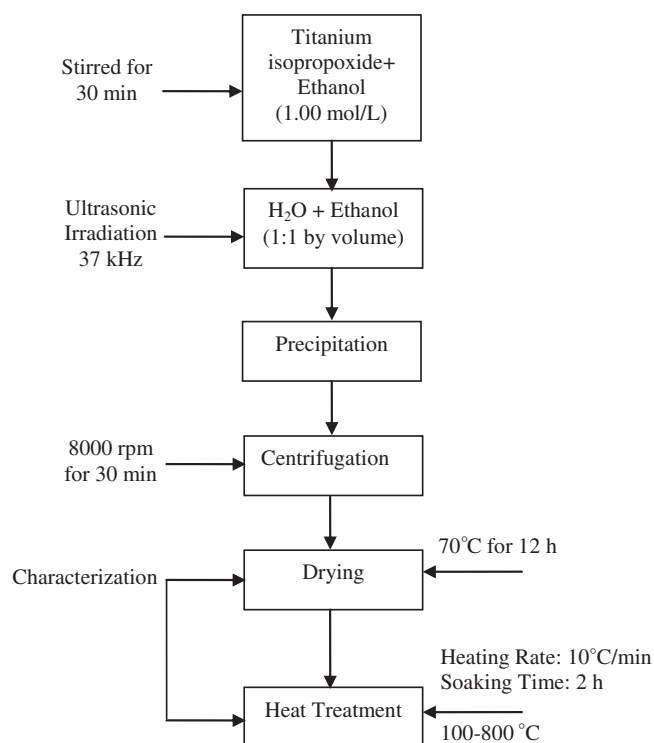 Titanium
isopropoxide+
Ethanol
(1.00 mol/L)
Stirred for
30 min
H₂O + Ethanol
(1:1 by volume)
Ultrasonic
Irradiation
37 kHz
Precipitation
8000 rpm
for 30 min
Centrifugation
70°C for 12 h
Characterization
Drying
Heating Rate: 10°C/min
Soaking Time: 2 h
Heat Treatment
100-800 °C